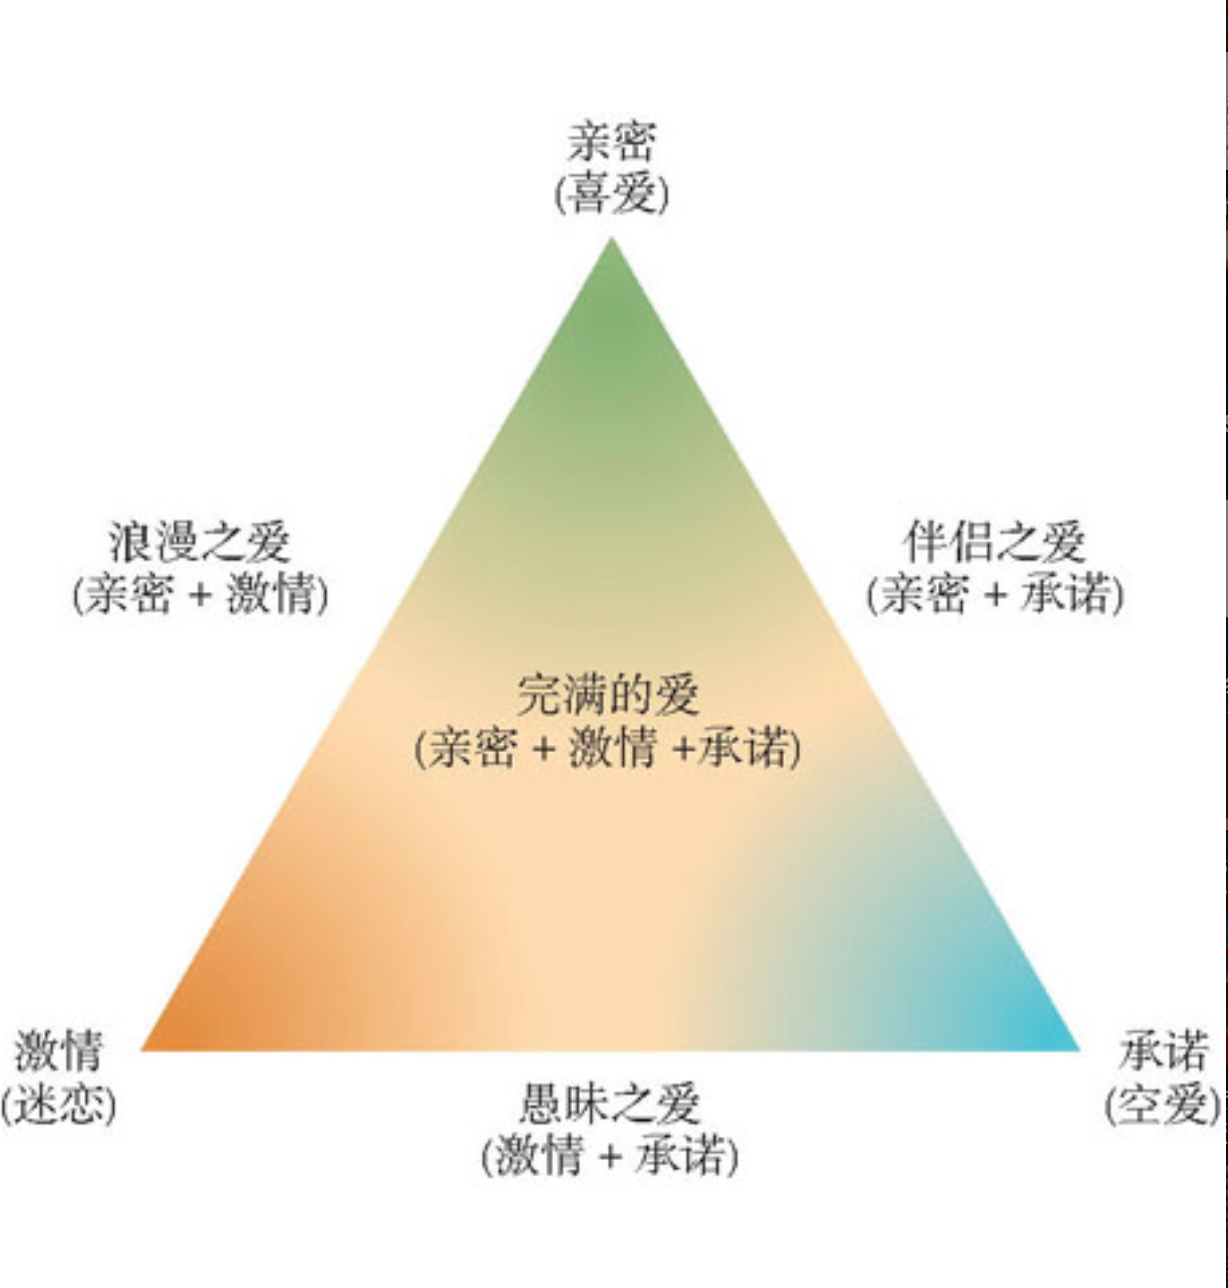 亲密
(喜爱)
浪漫之爱
(亲密 + 激情)
伴侣之爱
(亲密 + 承诺)
完满的爱
(亲密 + 激情 +承诺)
激情
(迷恋)
承诺
(空爱)
愚昧之爱
(激情 + 承诺)